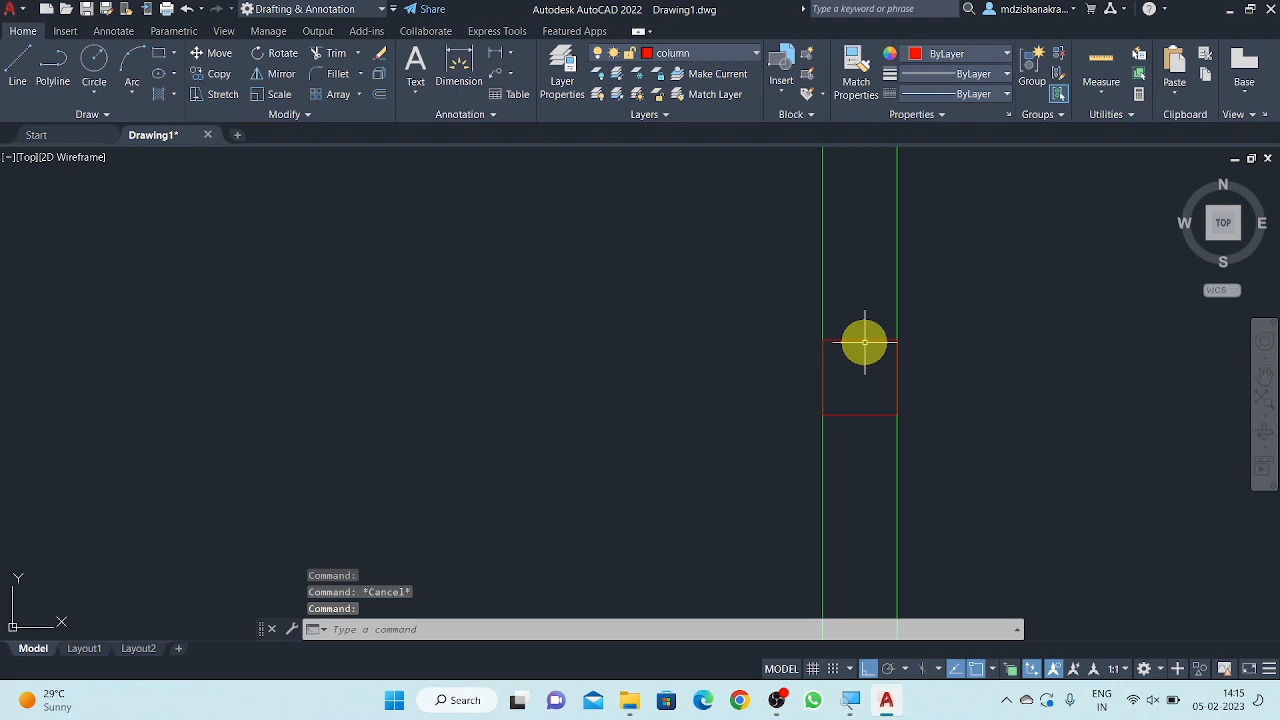 Drafting & Annotation
Share
Autodesk AutoCAD 2022 Drawing1.dwg
Type a keyword or phrase
mdzishanakra...
Home Insert Annotate Parametric View Manage Output Add-ins Collaborate Express Tools Featured Apps
Line Polyline Circle Arc
Move Rotate Trim
Copy Mirror Fillet
Stretch Scale Array
Text Dimension Table
Layer Properties
column
Make Current
Match Layer
Insert
Match Properties
ByLayer
ByLayer
ByLayer
Group Measure Paste Base
Draw Modify Annotation Layers Block Properties Groups Utilities Clipboard View
Start Drawing1*
[−][Top][2D Wireframe]
N
W TOP E
S
WCS
Y
X
Command:
Command: *Cancel*
Command:
Type a command
Model Layout1 Layout2
MODEL 1:1
29°C
Sunny
Search
ENG
IN
14:15
05-02-2023